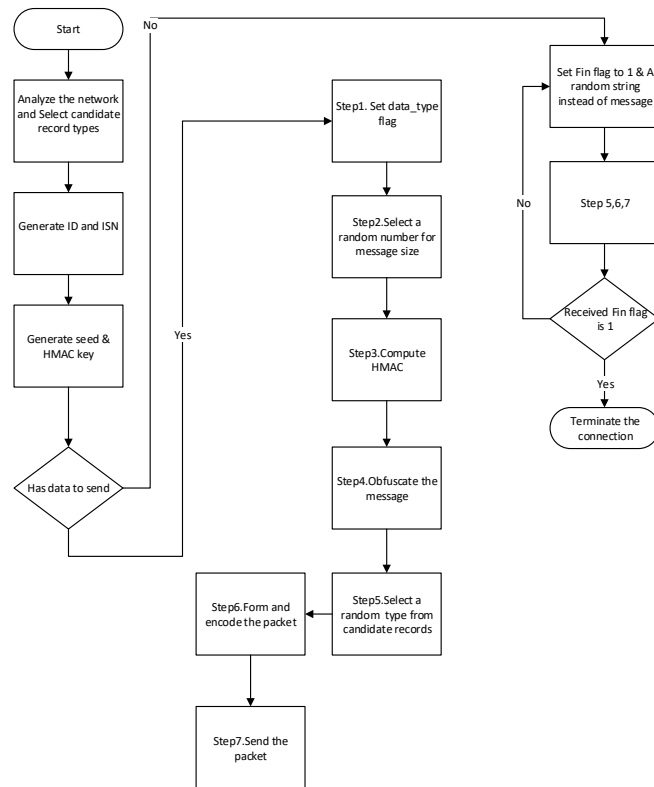 Start
Analyze the network
and Select candidate
record types
Generate ID and ISN
Generate seed &
HMAC key
Has data to send
No
Yes
Step1. Set data_type
flag
Step2.Select a
random number for
message size
Step3.Compute
HMAC
Step4.Obfuscate the
message
Step5.Select a
random type from
candidate records
Step6.Form and
encode the packet
Step7.Send the
packet
Set Fin flag to 1 & A
random string
instead of message
Step 5,6,7
No
Received Fin flag
is 1
Yes
Terminate the
connection